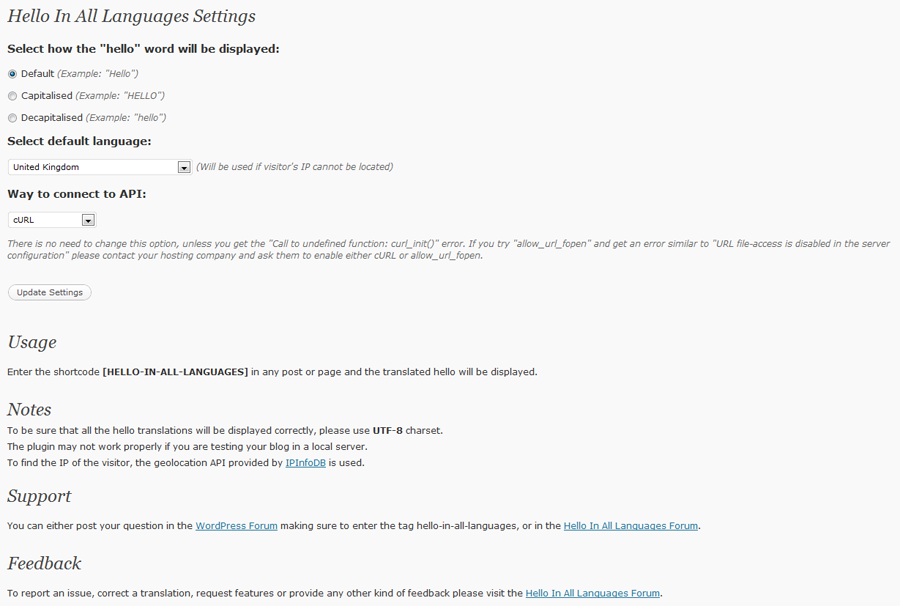 Hello In All Languages Settings
Select how the "hello" word will be displayed:
Default (Example: "Hello")
Capitalised (Example: "HELLO")
Decapitalised (Example: "hello")
Select default language:
United Kingdom (Will be used if visitor's IP cannot be located)
Way to connect to API:
cURL
There is no need to change this option, unless you get the "Call to undefined function: curl_init()" error. If you try "allow_url_fopen" and get an error similar to "URL file-access is disabled in the server
configuration" please contact your hosting company and ask them to enable either cURL or allow_url_fopen.
Update Settings
Usage
Enter the shortcode [HELLO-IN-ALL-LANGUAGES] in any post or page and the translated hello will be displayed.
Notes
To be sure that all the hello translations will be displayed correctly, please use UTF-8 charset.
The plugin may not work properly if you are testing your blog in a local server.
To find the IP of the visitor, the geolocation API provided by IPInfoDB is used.
Support
You can either post your question in the WordPress Forum making sure to enter the tag hello-in-all-languages, or in the Hello In All Languages Forum.
Feedback
To report an issue, correct a translation, request features or provide any other kind of feedback please visit the Hello In All Languages Forum.